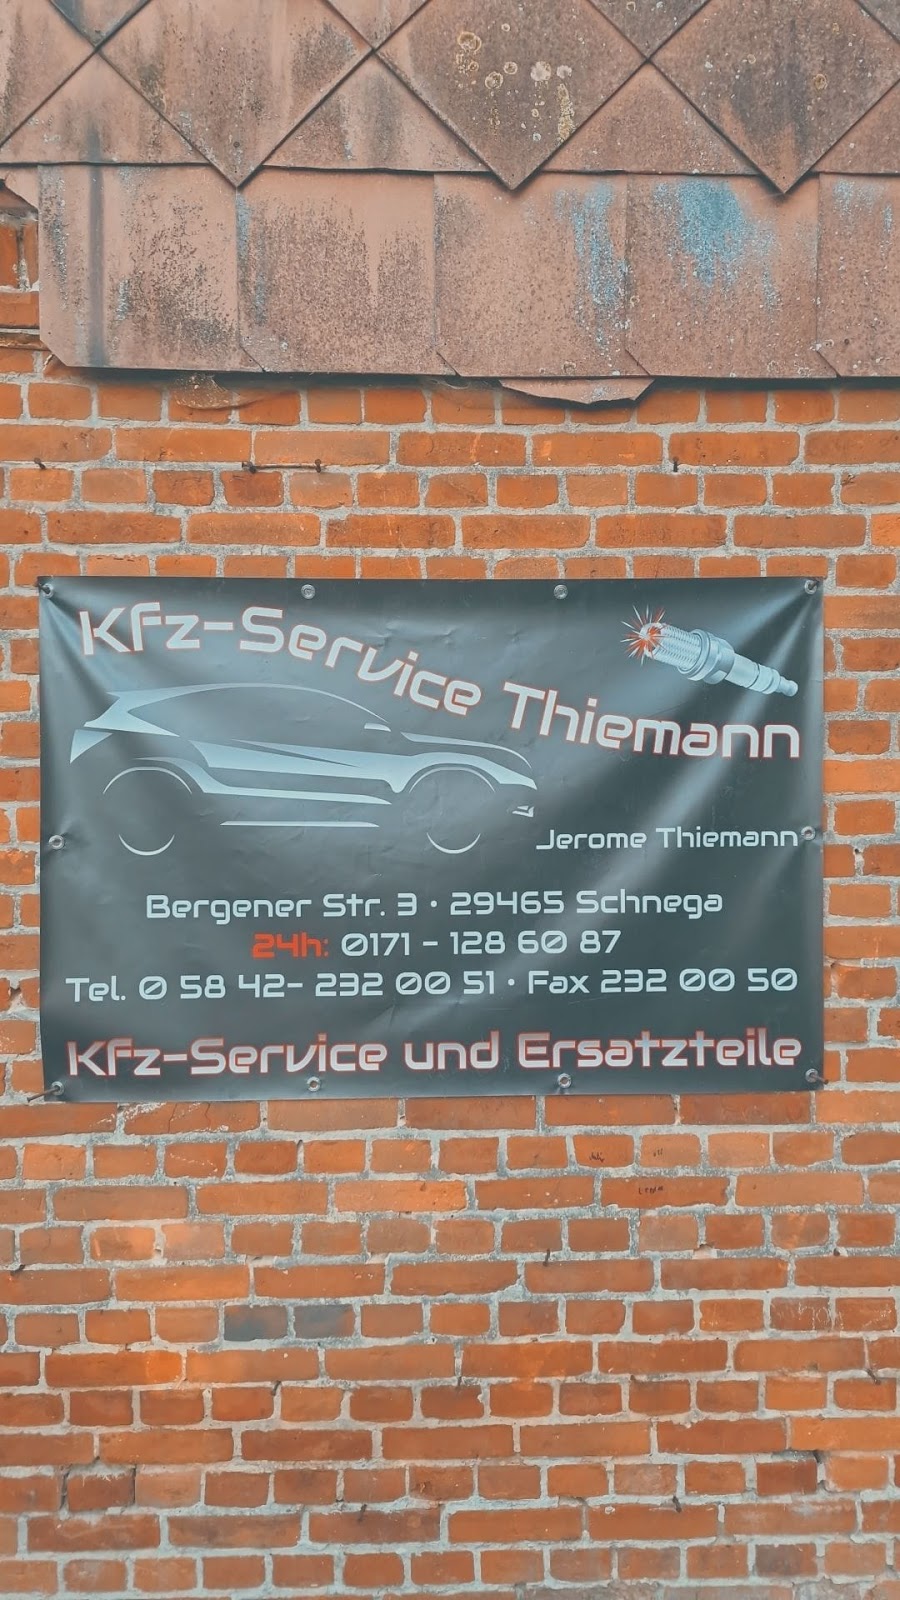 Kfz-Service Thiemann
Jerome Thiemann
Bergener Str. 3 • 29465 Schnega
24h: 0171 - 128 60 87
Tel. 0 58 42- 232 00 51 • Fax 232 00 50
Kfz-Service und Ersatzteile